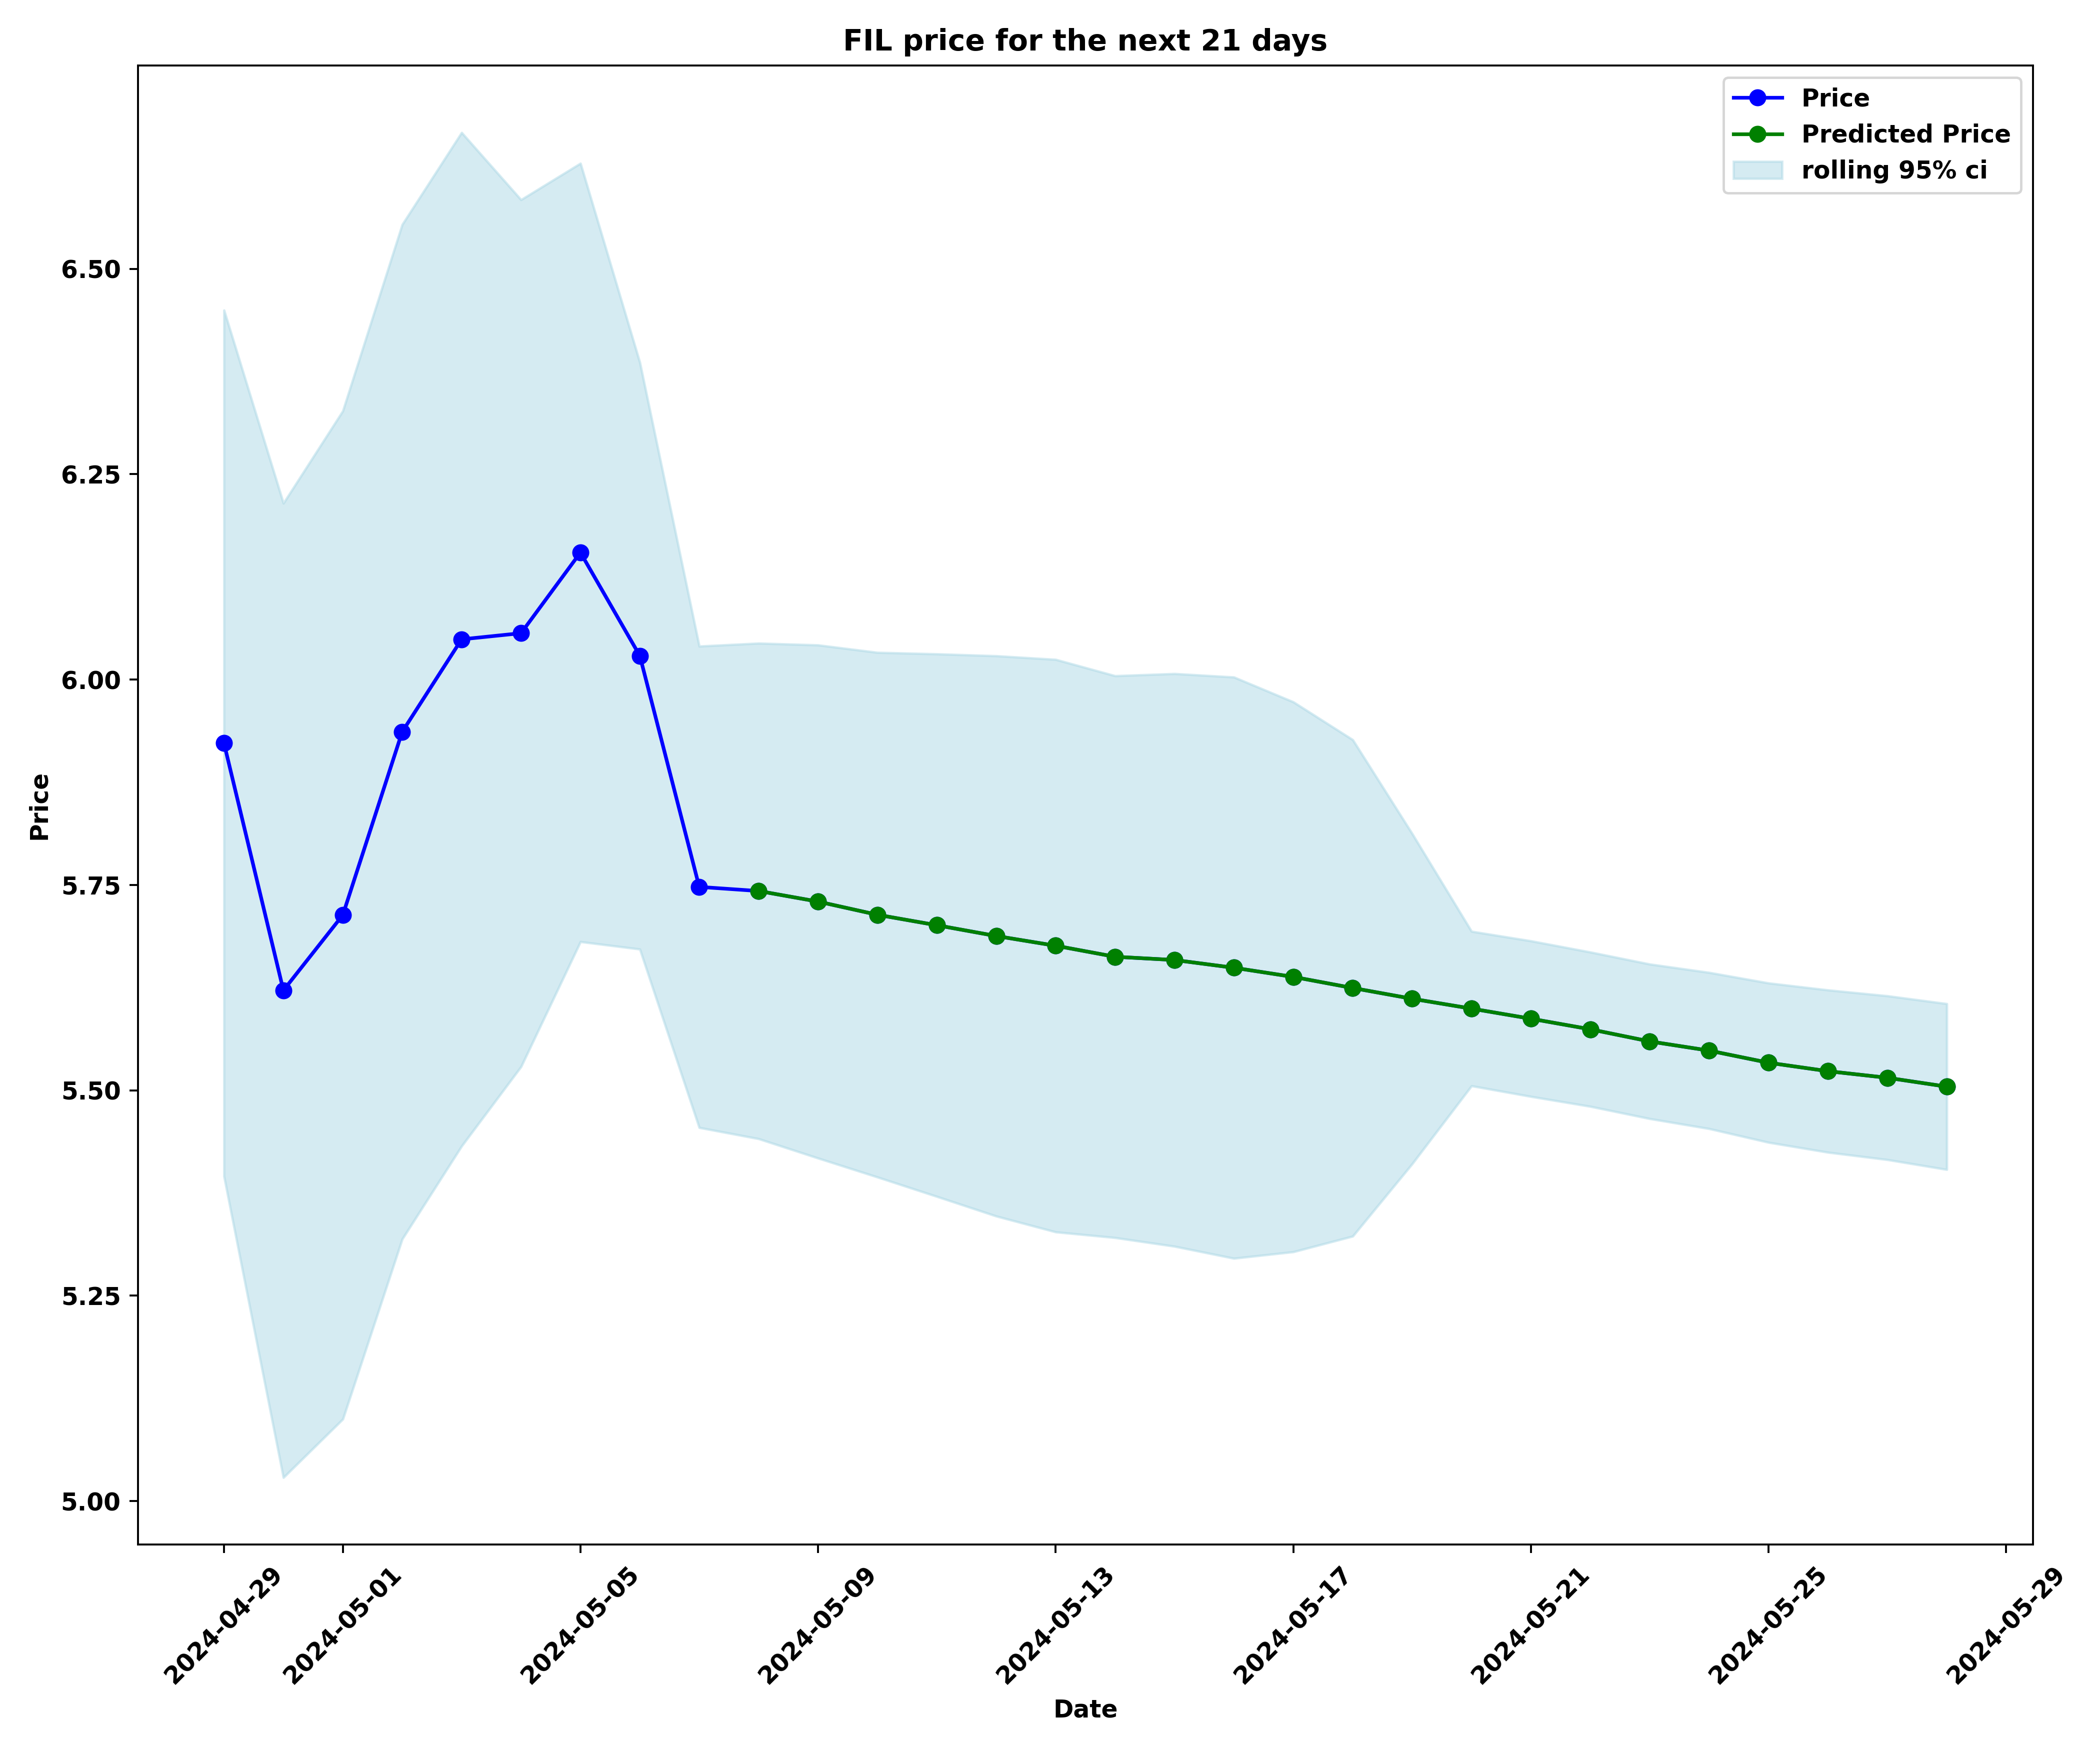 FIL price for the next 21 days
Price
Predicted Price
rolling 95% ci
6.50
6.25
6.00
5.75
5.50
5.25
5.00
Price
2024-04-29
2024-05-01
2024-05-05
2024-05-09
2024-05-13
2024-05-17
2024-05-21
2024-05-25
2024-05-29
Date